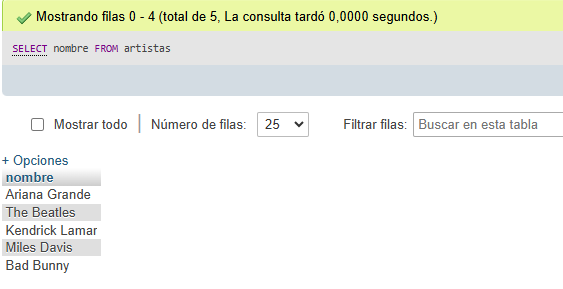 Mostrando filas 0 - 4 (total de 5, La consulta tardó 0,0000 segundos.)
SELECT nombre FROM artistas
Mostrar todo | Número de filas: 25 Filtrar filas: Buscar en esta tabla
+ Opciones
nombre
Ariana Grande
The Beatles
Kendrick Lamar
Miles Davis
Bad Bunny